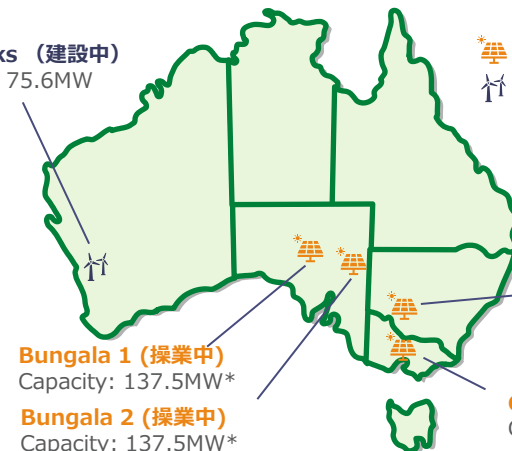 ks （建設中）
75.6MW
Bungala 1 (操業中)
Capacity: 137.5MW*
Bungala 2 (操業中)
Capacity: 137.5MW*